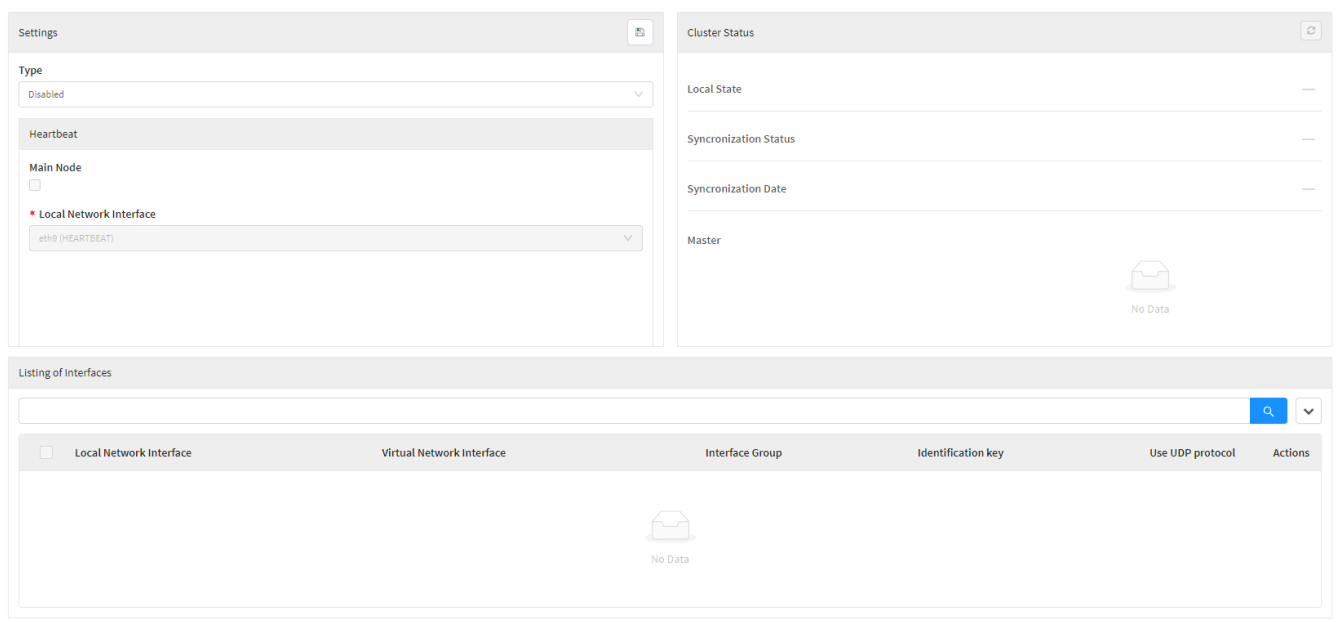 Settings
Type
Disabled
Heartbeat
Main Node
* Local Network Interface
eth9 (HEARTBEAT)
Cluster Status
Local State —
Syncronization Status —
Syncronization Date —
Master
No Data
Listing of Interfaces
Local Network Interface Virtual Network Interface Interface Group Identification key Use UDP protocol Actions
No Data